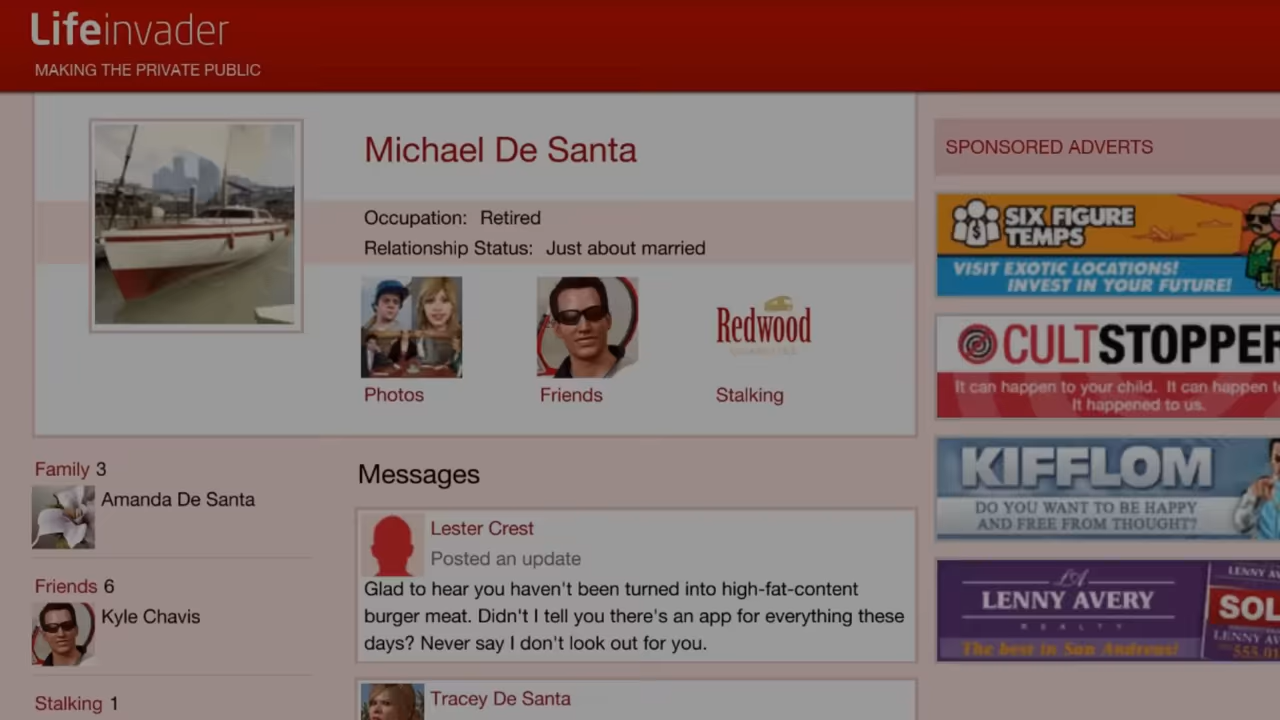 Lifeinvader
MAKING THE PRIVATE PUBLIC
Michael De Santa
Occupation: Retired
Relationship Status: Just about married
Redwood
Photos
Friends
Stalking
Family 3
Amanda De Santa
Friends 6
Kyle Chavis
Stalking 1
Messages
Lester Crest
Posted an update
Glad to hear you haven't been turned into high-fat-content
burger meat. Didn't I tell you there's an app for everything these
days? Never say I don't look out for you.
Tracey De Santa
SPONSORED ADVERTS
SIX FIGURE
TEMPS
VISIT EXOTIC LOCATIONS!
INVEST IN YOUR FUTURE!
CULTSTOPPER
It can happen to your child. It can happen
It happened to us.
KIFFLOM
DO YOU WANT TO BE HAPPY
AND FREE FROM THOUGHT?
LA
LENNY AVERY
REALTY
The best in San Andreas!
LENNY
SOL
LENNY